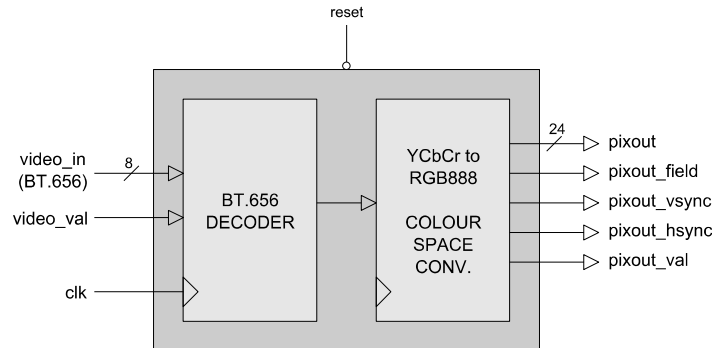 reset
video_in
(BT.656)
8
video_val
clk
BT.656
DECODER
YCbCr to
RGB888
COLOUR
SPACE
CONV.
24
pixout
pixout_field
pixout_vsync
pixout_hsync
pixout_val